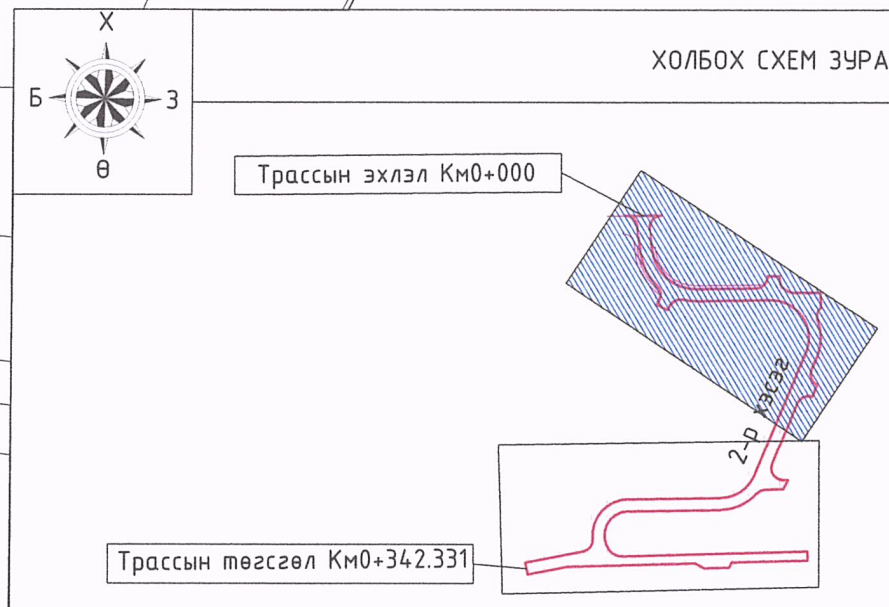 Х
Б З
Ө
ХОЛБОХ СХЕМ ЗУРА
Трассын эхлэл Км0+000
2-р хэсэг
Трассын төгсгөл Км0+342.331